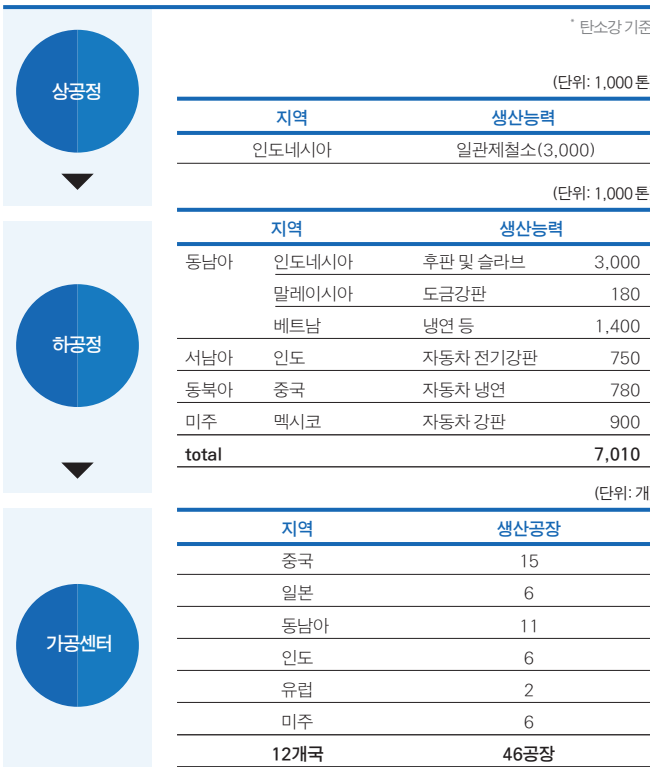 * 탄소강 기준
상공정
(단위: 1,000 톤
지역 생산능력
인도네시아 일관제철소(3,000)
(단위: 1,000 톤
하공정
지역 생산능력
동남아 인도네시아 후판 및 슬라브 3,000
말레이시아 도금강판 180
베트남 냉연 등 1,400
서남아 인도 자동차 전기강판 750
동북아 중국 자동차 냉연 780
미주 멕시코 자동차 강판 900
total 7,010
(단위: 개
가공센터
지역 생산공장
중국 15
일본 6
동남아 11
인도 6
유럽 2
미주 6
12개국 46공장